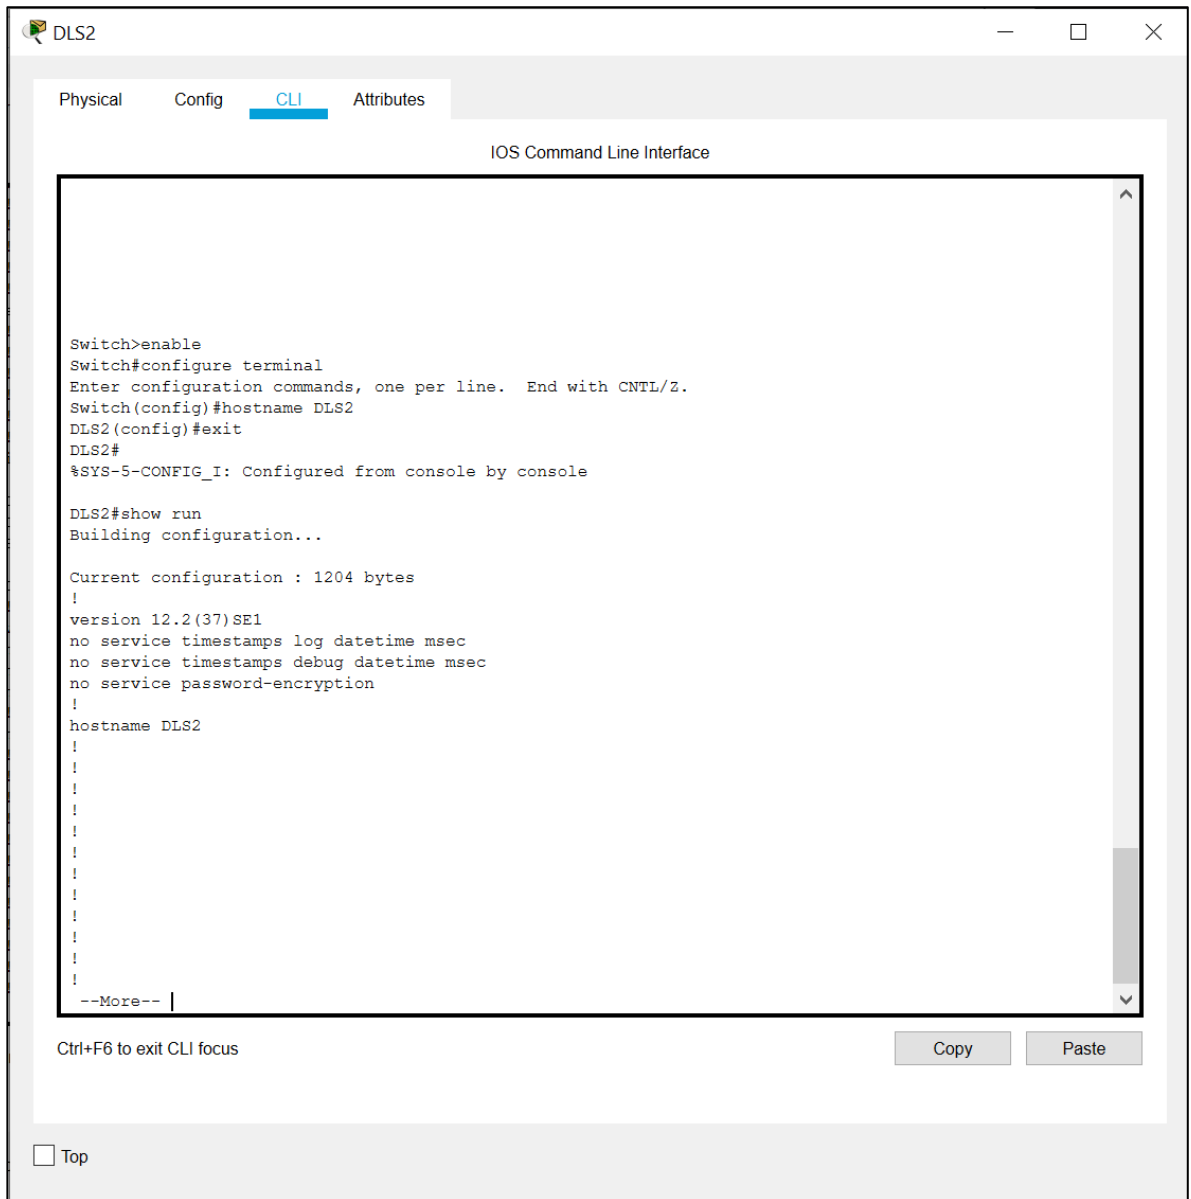 DLS2
Physical Config CLI Attributes
IOS Command Line Interface
Switch>enable
Switch#configure terminal
Enter configuration commands, one per line.  End with CNTL/Z.
Switch(config)#hostname DLS2
DLS2(config)#exit
DLS2#
%SYS-5-CONFIG_I: Configured from console by console
DLS2#show run
Building configuration...
Current configuration : 1204 bytes
!
version 12.2(37)SE1
no service timestamps log datetime msec
no service timestamps debug datetime msec
no service password-encryption
!
hostname DLS2
!
!
!
!
!
!
!
!
!
!
!
!
--More--
Ctrl+F6 to exit CLI focus
Copy Paste
Top